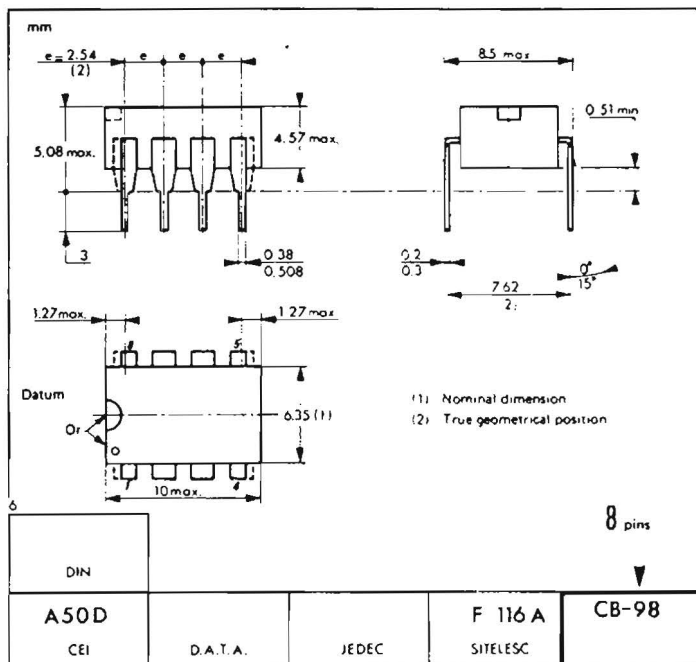 mm
e=2.54
(2)
e e e
5.08 max.
4.57 max.
3
0.38
0.508
8.5 max
0.51 min
0.2
0.3
7.62
0°
15°
1.27 max.
1.27 max
8 5
Datum
Or
6.35 (1)
1 4
10 max.
(1) Nominal dimension
(2) True geometrical position
6
8 pins
DIN
A50D
CEI
D.A.T.A.
JEDEC
F 116 A
SITELESC
CB-98